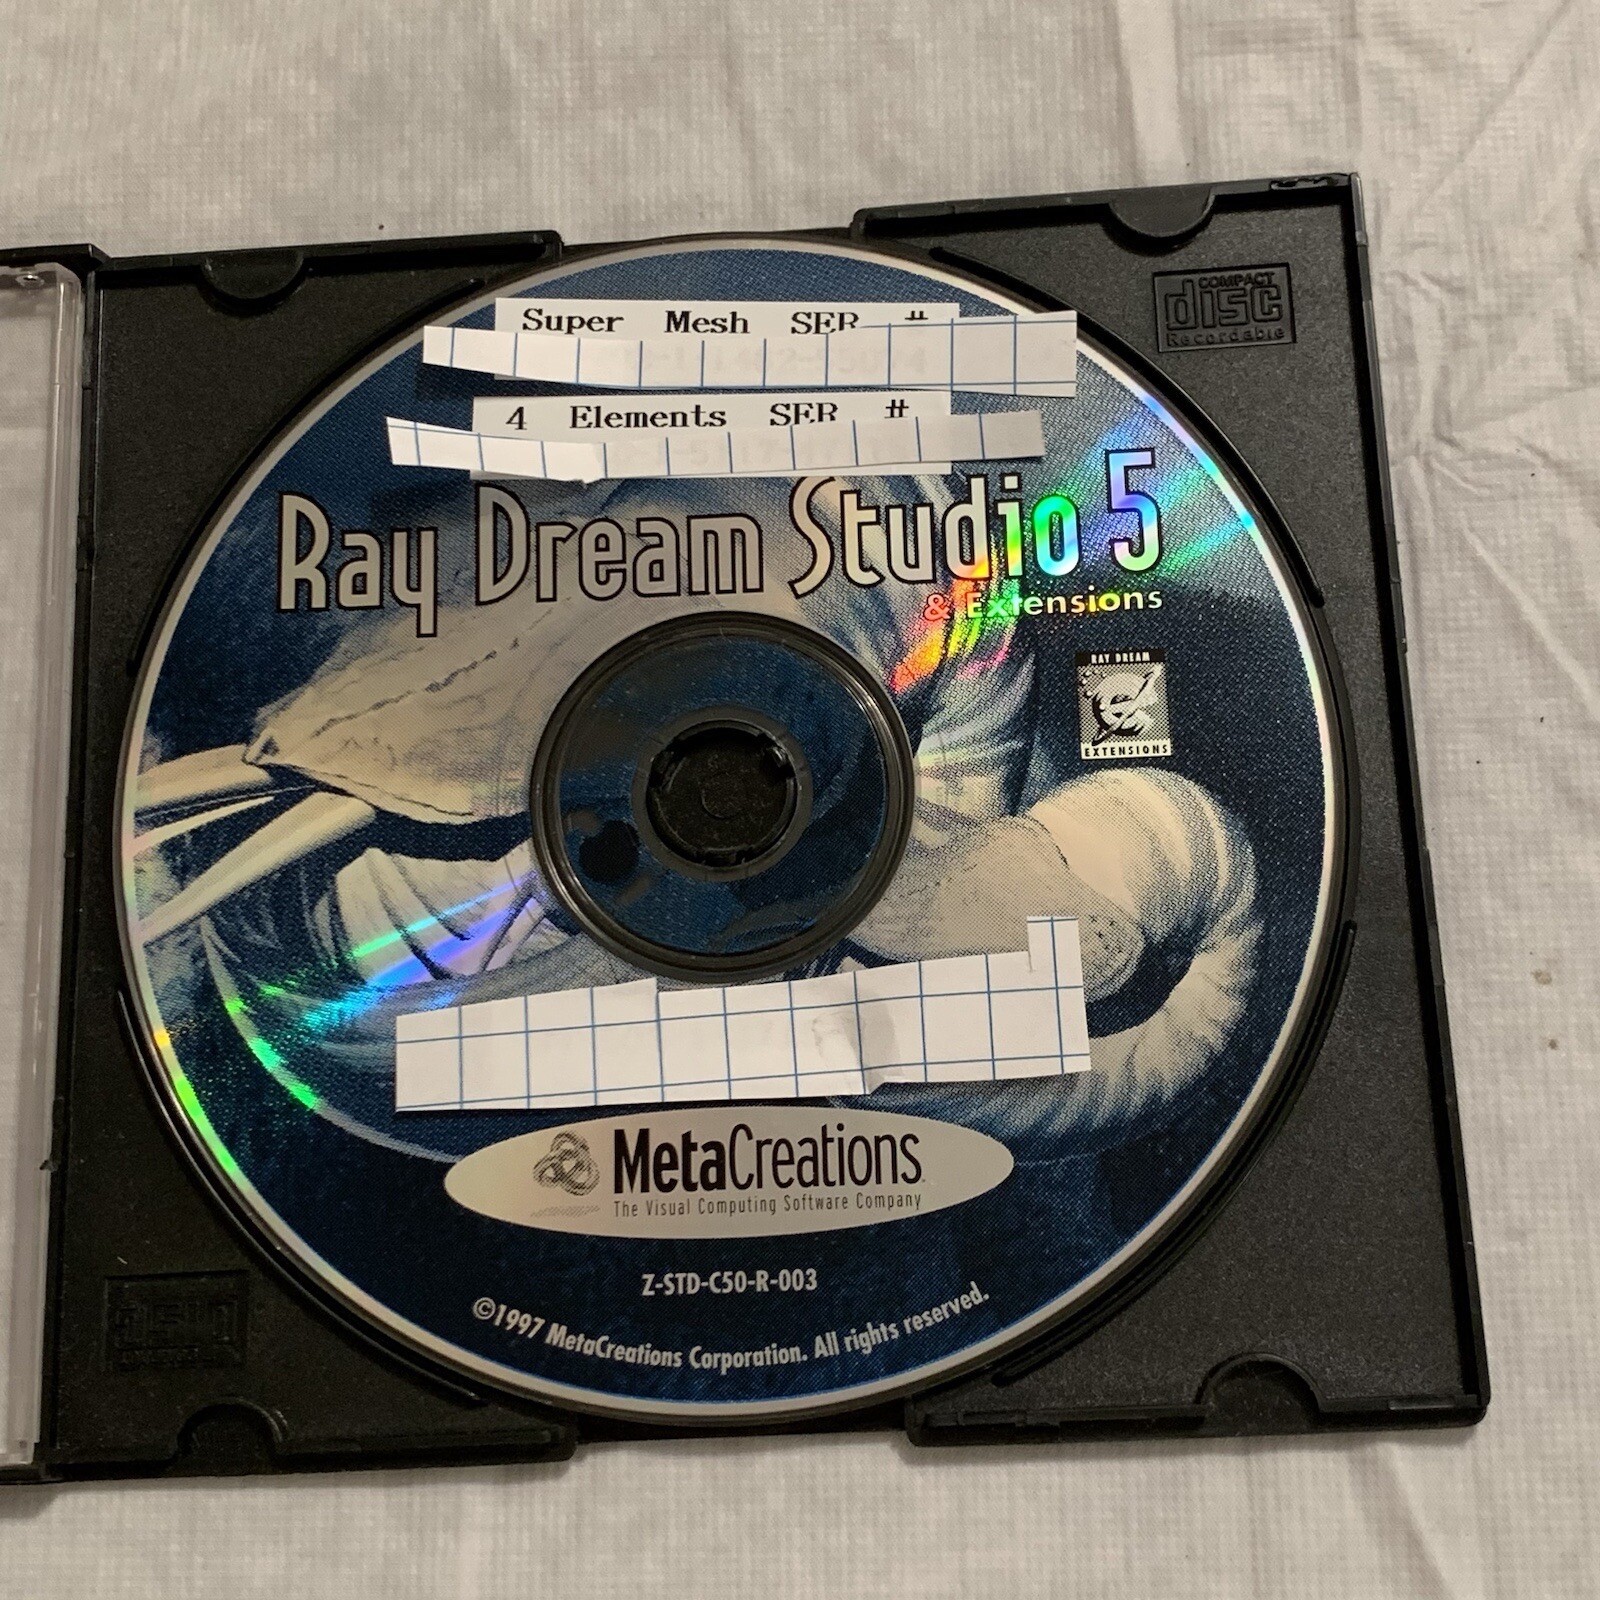 Super Mesh SER #
4 Elements SER #
Ray Dream Studio 5
& Extensions
RAY DREAM
EXTENSIONS
MetaCreations
The Visual Computing Software Company
Z-STD-C50-R-003
©1997 MetaCreations Corporation. All rights reserved.
COMPACT
disc
Recordable